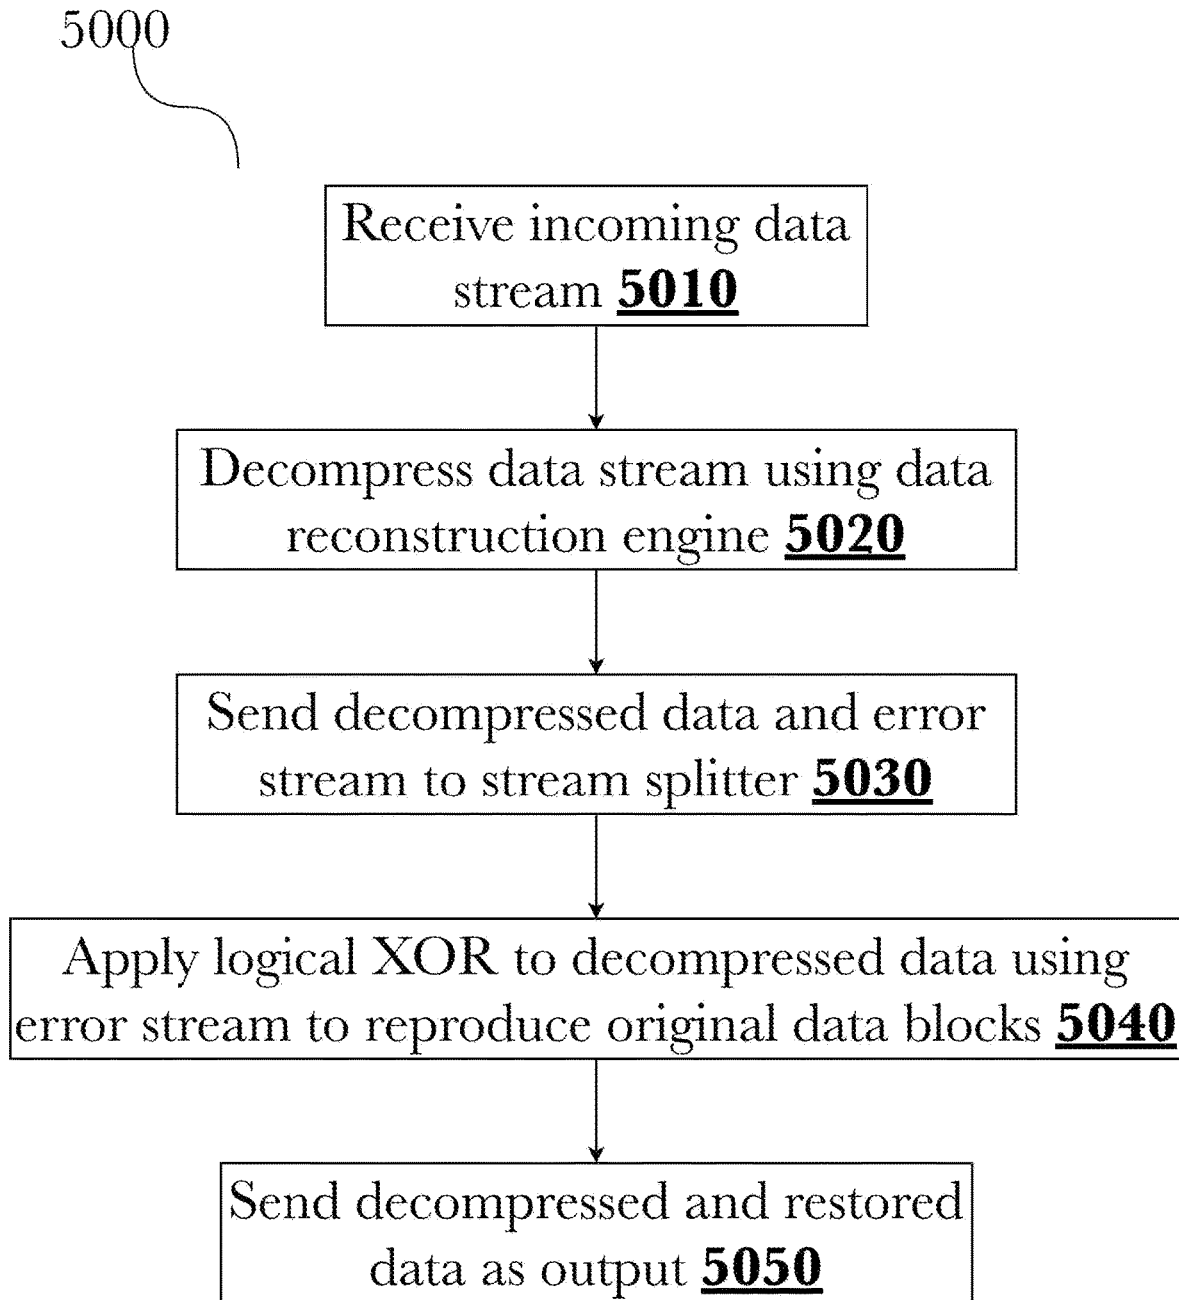 5000
Receive incoming data
stream 5010
Decompress data stream using data
reconstruction engine 5020
Send decompressed data and error
stream to stream splitter 5030
Apply logical XOR to decompressed data using
error stream to reproduce original data blocks 5040
Send decompressed and restored
data as output 5050